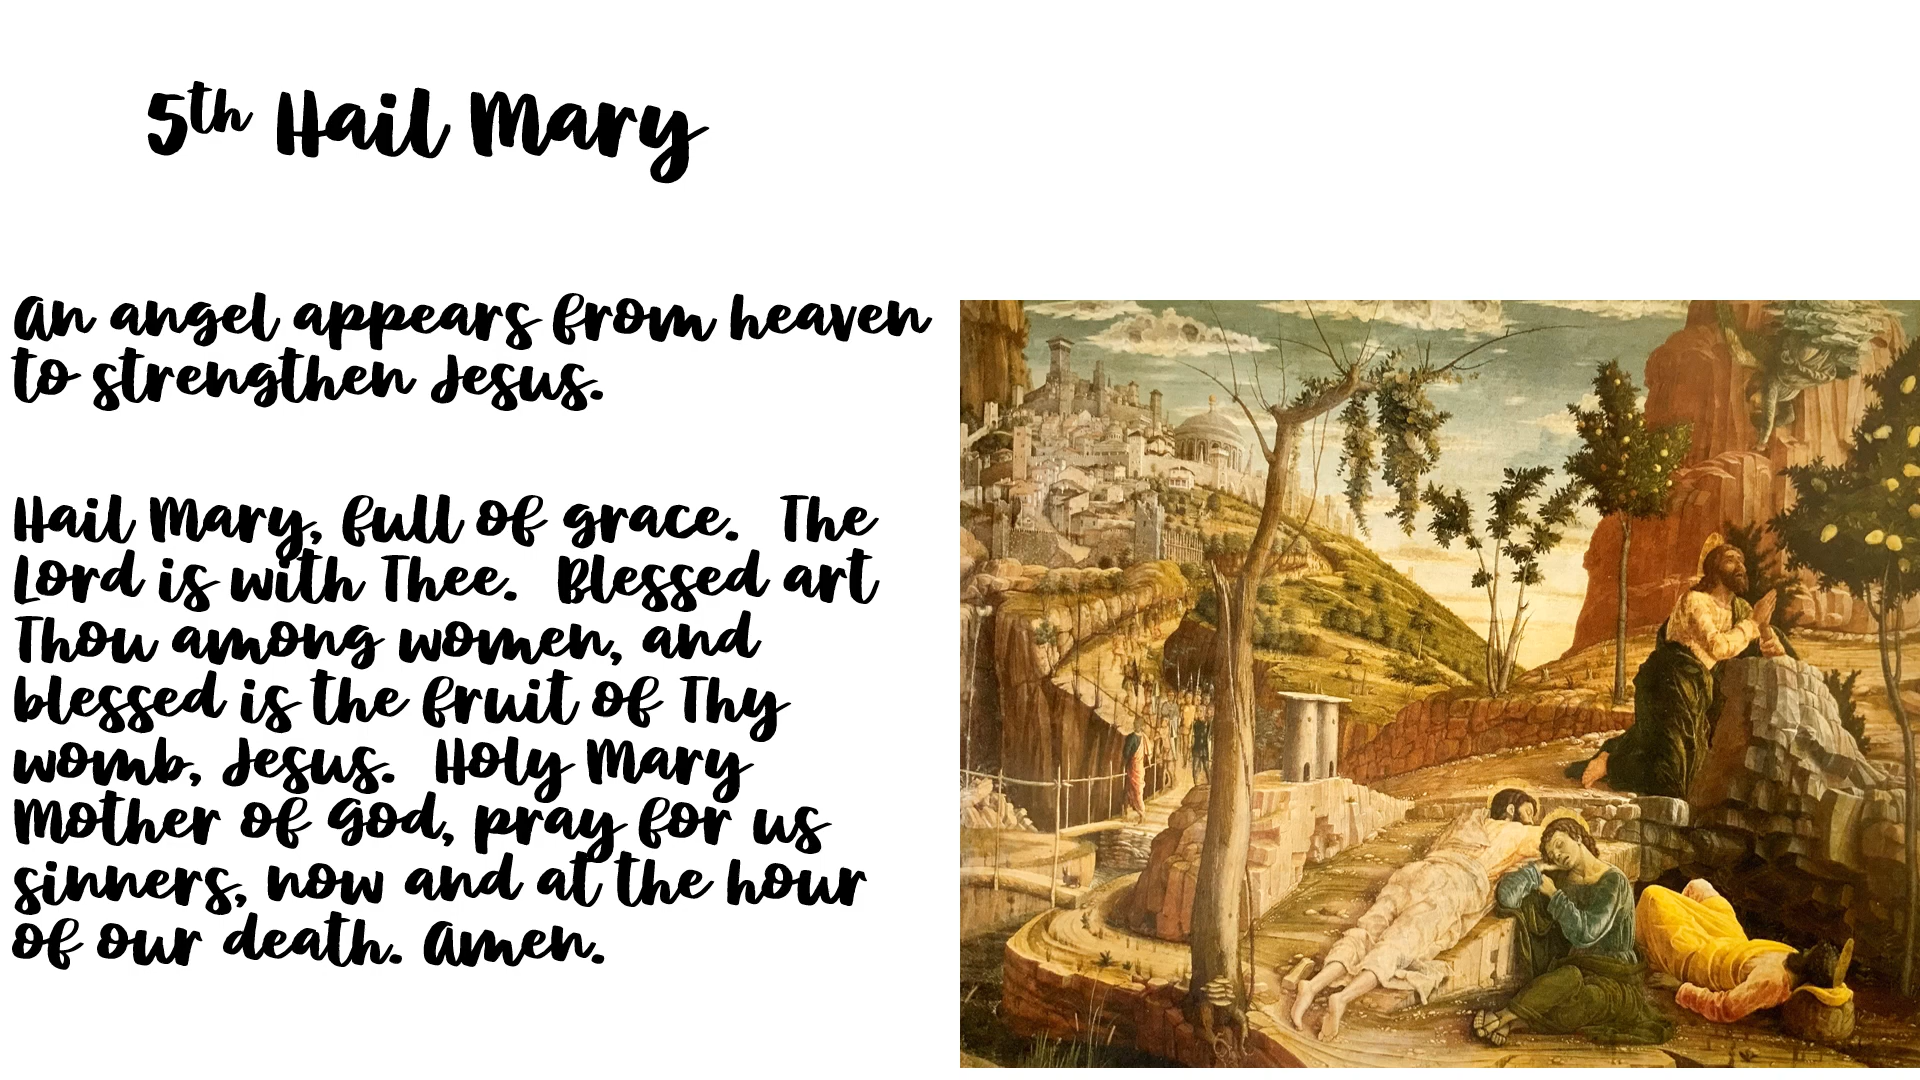 5th Hail Mary
An angel appears from heaven
to strengthen Jesus.
Hail Mary, full of grace.  The
Lord is with Thee.  Blessed art
Thou among women, and
blessed is the fruit of Thy
womb, Jesus.  Holy Mary
Mother of God, pray for us
sinners, now and at the hour
of our death. Amen.